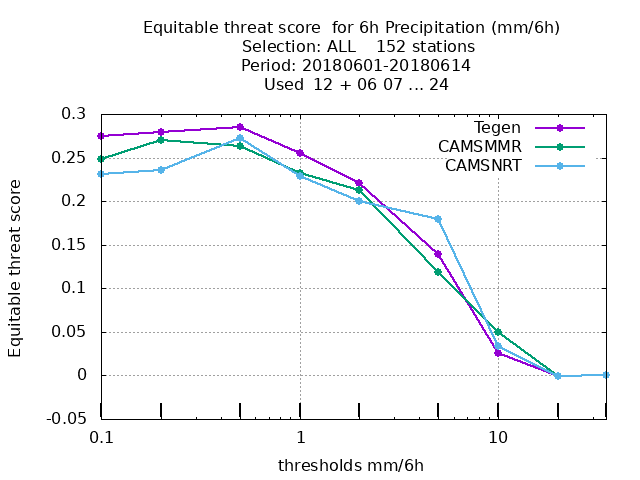 Equitable threat score  for 6h Precipitation (mm/6h)
Selection: ALL    152 stations
Period: 20180601-20180614
Used  12 + 06 07 ... 24
Tegen
CAMSMMR
CAMSNRT
Equitable threat score
0.3
0.25
0.2
0.15
0.1
0.05
0
-0.05
0.1 1 10
thresholds mm/6h